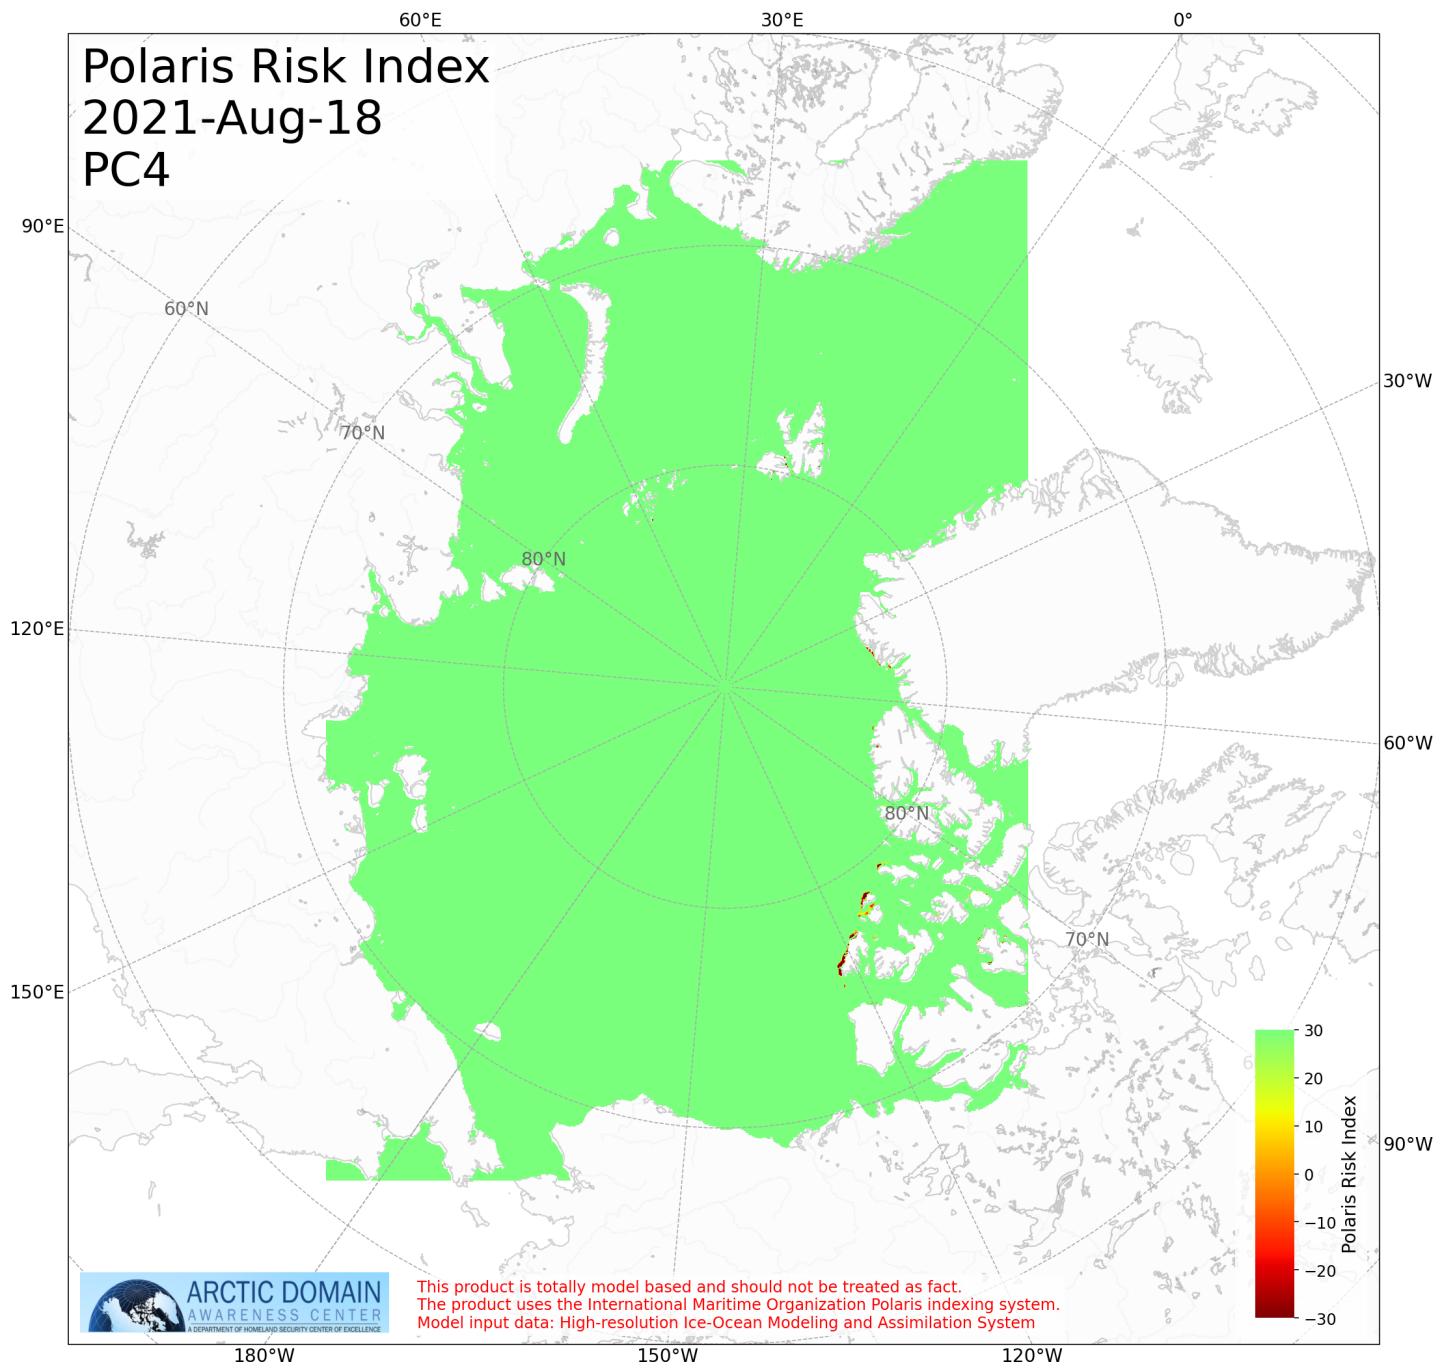 60°E 30°E 0°
Polaris Risk Index
2021-Aug-18
PC4
90°E
60°N
30°W
70°N
80°N
120°E
60°W
80°N
70°N
150°E
30
20
10
0
−10
−20
−30
Polaris Risk Index
90°W
ARCTIC DOMAIN
AWARENESS CENTER
A DEPARTMENT OF HOMELAND SECURITY CENTER OF EXCELLENCE
This product is totally model based and should not be treated as fact.
The product uses the International Maritime Organization Polaris indexing system.
Model input data: High-resolution Ice-Ocean Modeling and Assimilation System
180°W 150°W 120°W